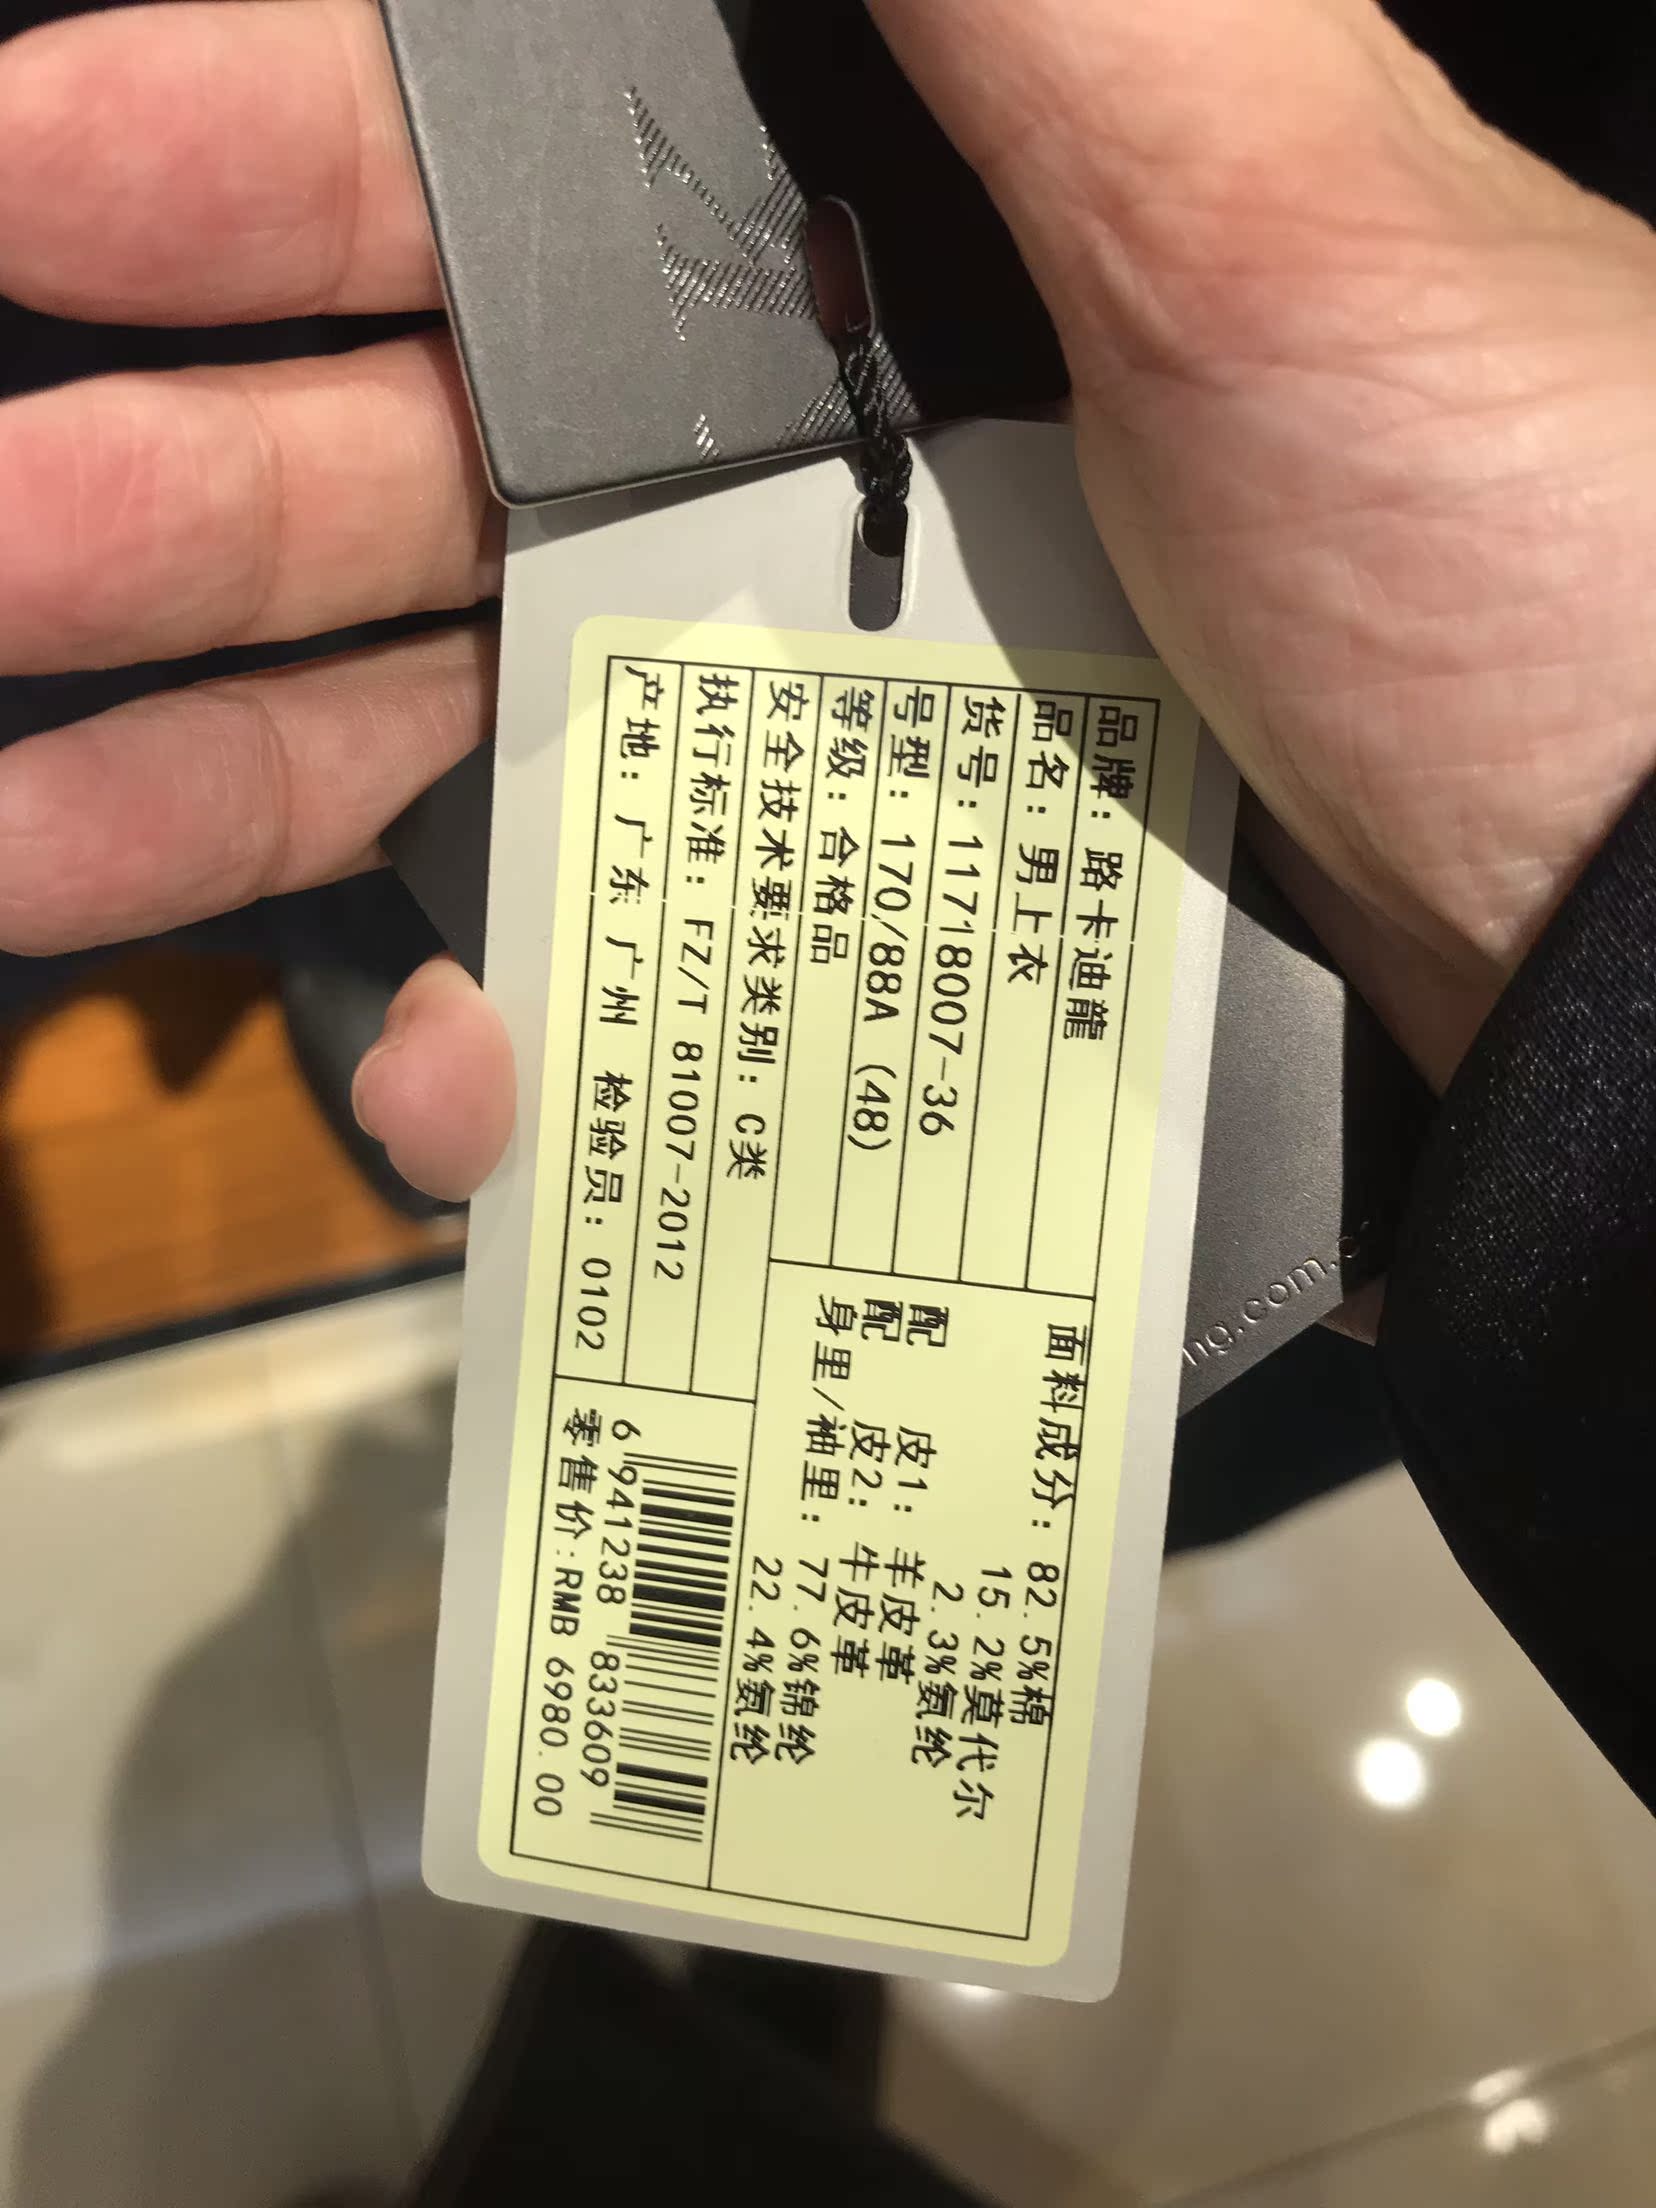 品牌：路卡迪龍
品名：男上衣
货号：11718007-36
号型：170/88A (48)
等级：合格品
安全技术要求类别：C类
执行标准：FZ/T 81007-2012
产地：广东 广州 检验员：0102
面料成分：82.5%棉
15.2%莫代尔
2.3%氨纶
配 皮1：羊皮革
配 皮2：牛皮革
身里/袖里：77.6%锦纶
22.4%氨纶
6 941238 833609
零售价:RMB 6980.00
ng.com.